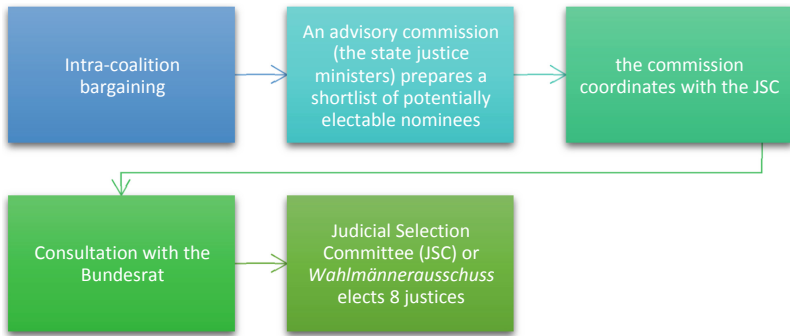 Intra-coalition
bargaining
An advisory commission
(the state justice
ministers) prepares a
shortlist of potentially
electable nominees
the commission
coordinates with the JSC
Consultation with the
Bundesrat
Judicial Selection
Committee (JSC) or
Wahlmännerausschuss
elects 8 justices